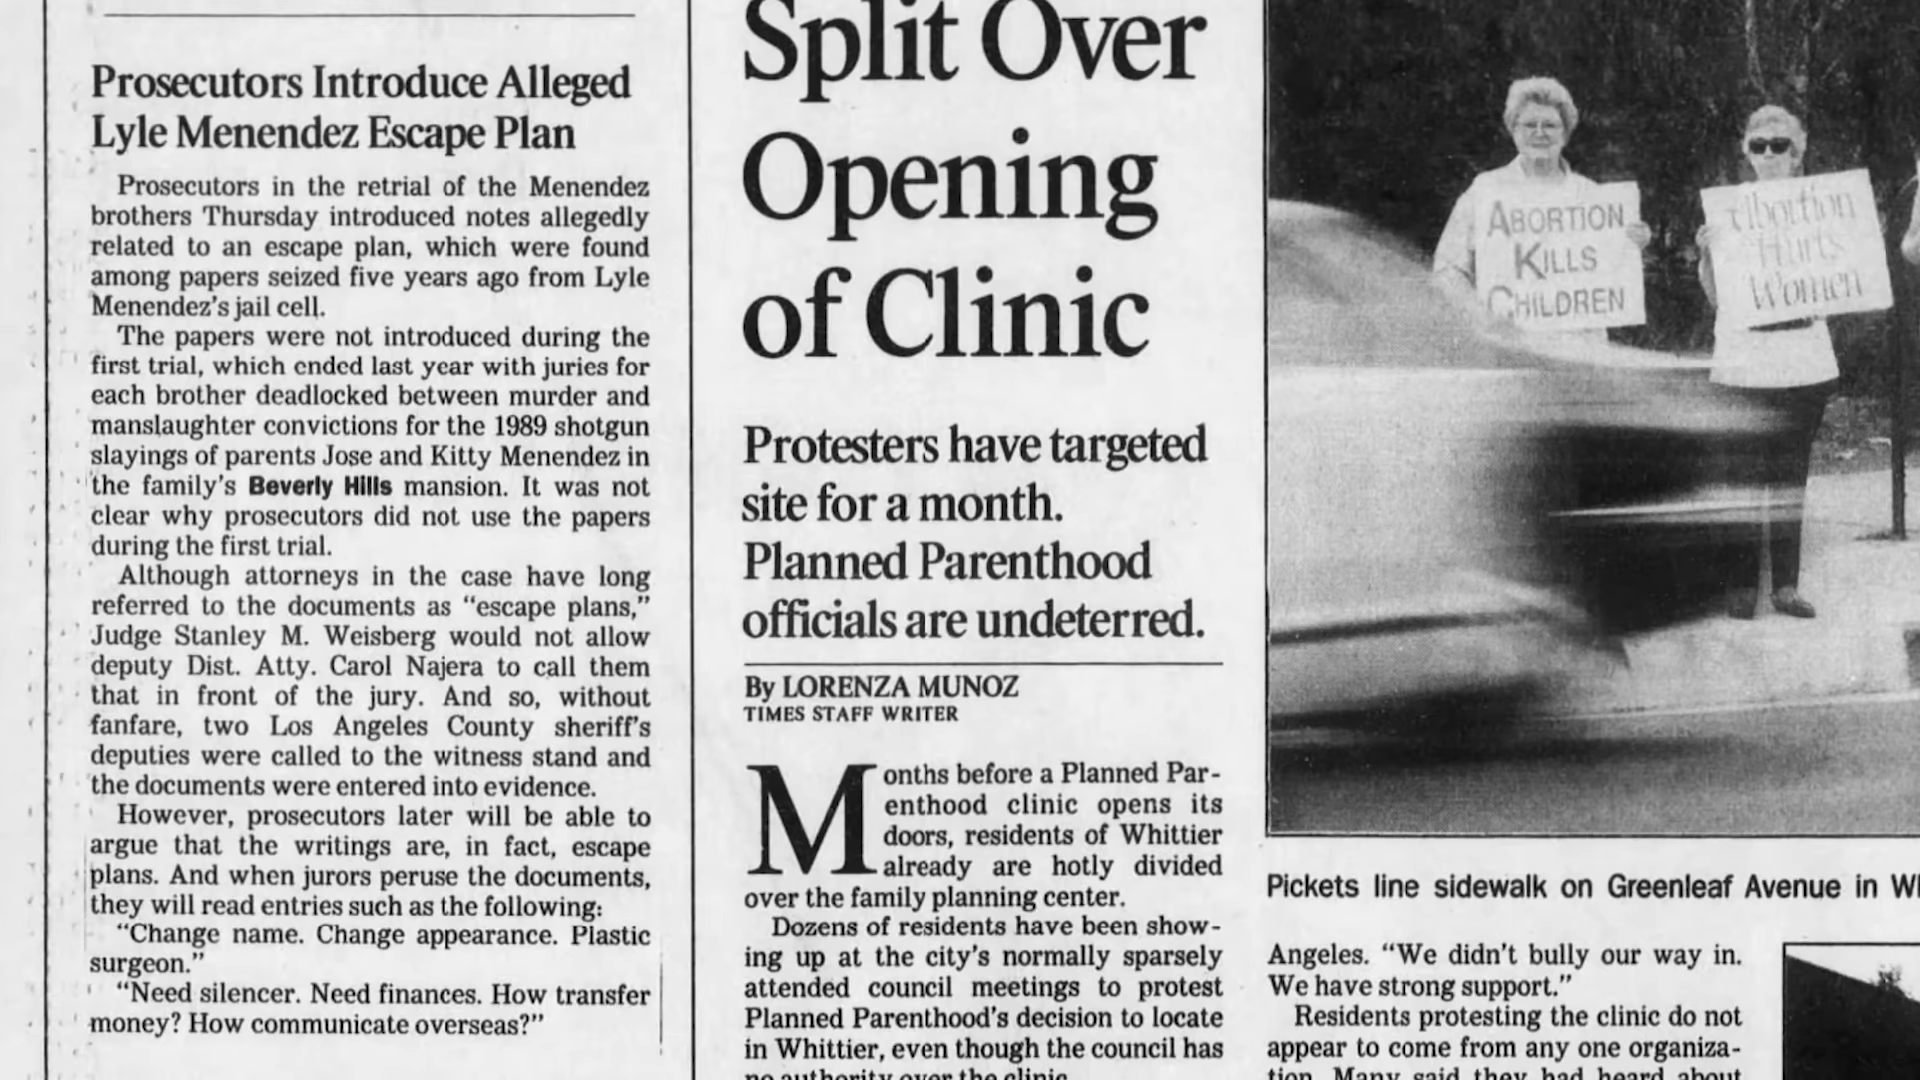 Prosecutors Introduce Alleged
Lyle Menendez Escape Plan
Prosecutors in the retrial of the Menendez
brothers Thursday introduced notes allegedly
related to an escape plan, which were found
among papers seized five years ago from Lyle
Menendez's jail cell.
The papers were not introduced during the
first trial, which ended last year with juries for
each brother deadlocked between murder and
manslaughter convictions for the 1989 shotgun
slayings of parents Jose and Kitty Menendez in
the family's Beverly Hills mansion. It was not
clear why prosecutors did not use the papers
during the first trial.
Although attorneys in the case have long
referred to the documents as “escape plans,”
Judge Stanley M. Weisberg would not allow
deputy Dist. Atty. Carol Najera to call them
that in front of the jury. And so, without
fanfare, two Los Angeles County sheriff's
deputies were called to the witness stand and
the documents were entered into evidence.
However, prosecutors later will be able to
argue that the writings are, in fact, escape
plans. And when jurors peruse the documents,
they will read entries such as the following:
“Change name. Change appearance. Plastic
surgeon.”
“Need silencer. Need finances. How transfer
money? How communicate overseas?”
Split Over
Opening
of Clinic
Protesters have targeted
site for a month.
Planned Parenthood
officials are undeterred.
By LORENZA MUNOZ
TIMES STAFF WRITER
Months before a Planned Par-
enthood clinic opens its
doors, residents of Whittier
already are hotly divided
over the family planning center.
Dozens of residents have been show-
ing up at the city's normally sparsely
attended council meetings to protest
Planned Parenthood's decision to locate
in Whittier, even though the council has
no authority over the clinic.
ABORTION
KILLS
CHILDREN
Abortion
Hurts
Women
Pickets line sidewalk on Greenleaf Avenue in
Angeles. “We didn't bully our way in.
We have strong support.”
Residents protesting the clinic do not
appear to come from any one organiza-
tion. Many said they had heard about